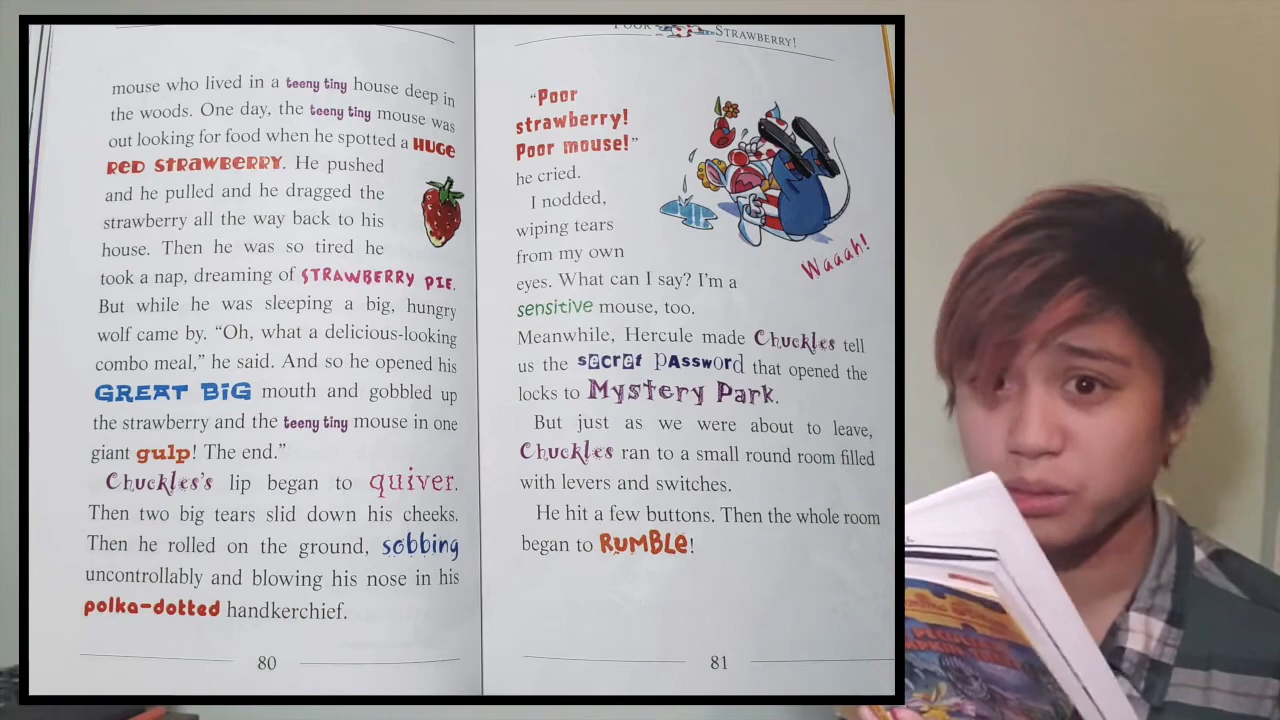 mouse who lived in a teeny tiny house deep in
the woods. One day, the teeny tiny mouse was
out looking for food when he spotted a HUGE
RED STRAWBERRY. He pushed
and he pulled and he dragged the
strawberry all the way back to his
house. Then he was so tired he
took a nap, dreaming of STRAWBERRY PIE.
But while he was sleeping a big, hungry
wolf came by. “Oh, what a delicious-looking
combo meal,” he said. And so he opened his
GREAT BIG mouth and gobbled up
the strawberry and the teeny tiny mouse in one
giant gulp! The end.”
Chuckles’s lip began to quiver.
Then two big tears slid down his cheeks.
Then he rolled on the ground, sobbing
uncontrollably and blowing his nose in his
polka-dotted handkerchief.
80
POOR STRAWBERRY!
“Poor
strawberry!
Poor mouse!”
he cried.
I nodded,
wiping tears
from my own
eyes. What can I say? I’m a
sensitive mouse, too.
Waaah!
Meanwhile, Hercule made Chuckles tell
us the secret password that opened the
locks to Mystery Park.
But just as we were about to leave,
Chuckles ran to a small round room filled
with levers and switches.
He hit a few buttons. Then the whole room
began to RUMBLE!
81